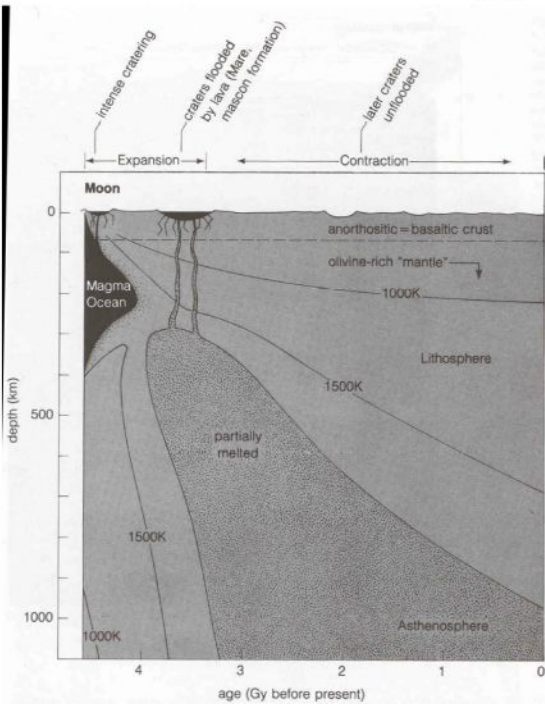 intense cratering
craters flooded
by lava (Mare,
mascon formation)
later craters
unflooded
Expansion
Contraction
Moon
0
anorthositic = basaltic crust
olivine-rich "mantle"
1000K
Magma
Ocean
Lithosphere
1500K
500
depth (km)
partially
melted
1500K
Asthenosphere
1000
1000K
4
3
2
1
0
age (Gy before present)